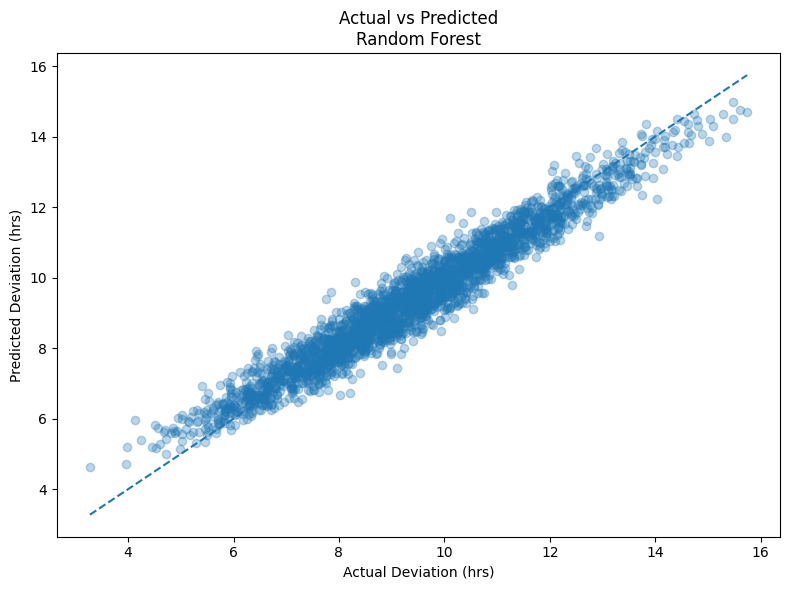 Actual vs Predicted
Random Forest
Predicted Deviation (hrs)
16
14
12
10
8
6
4
4 6 8 10 12 14 16
Actual Deviation (hrs)